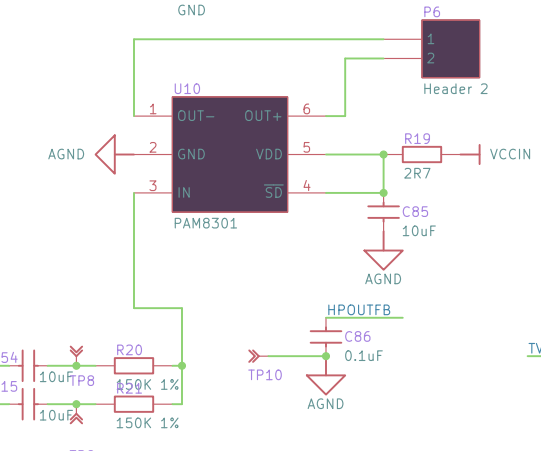 GND
P6
1
2
Header 2
U10
1
OUT-
OUT+
6
AGND
2
GND
VDD
5
R19
VCCIN
2R7
3
IN
SD
4
PAM8301
C85
10uF
AGND
HPOUTFB
C86
0.1uF
TP10
AGND
54
10uF
TP8
R20
150K 1%
15
10uF
R21
150K 1%